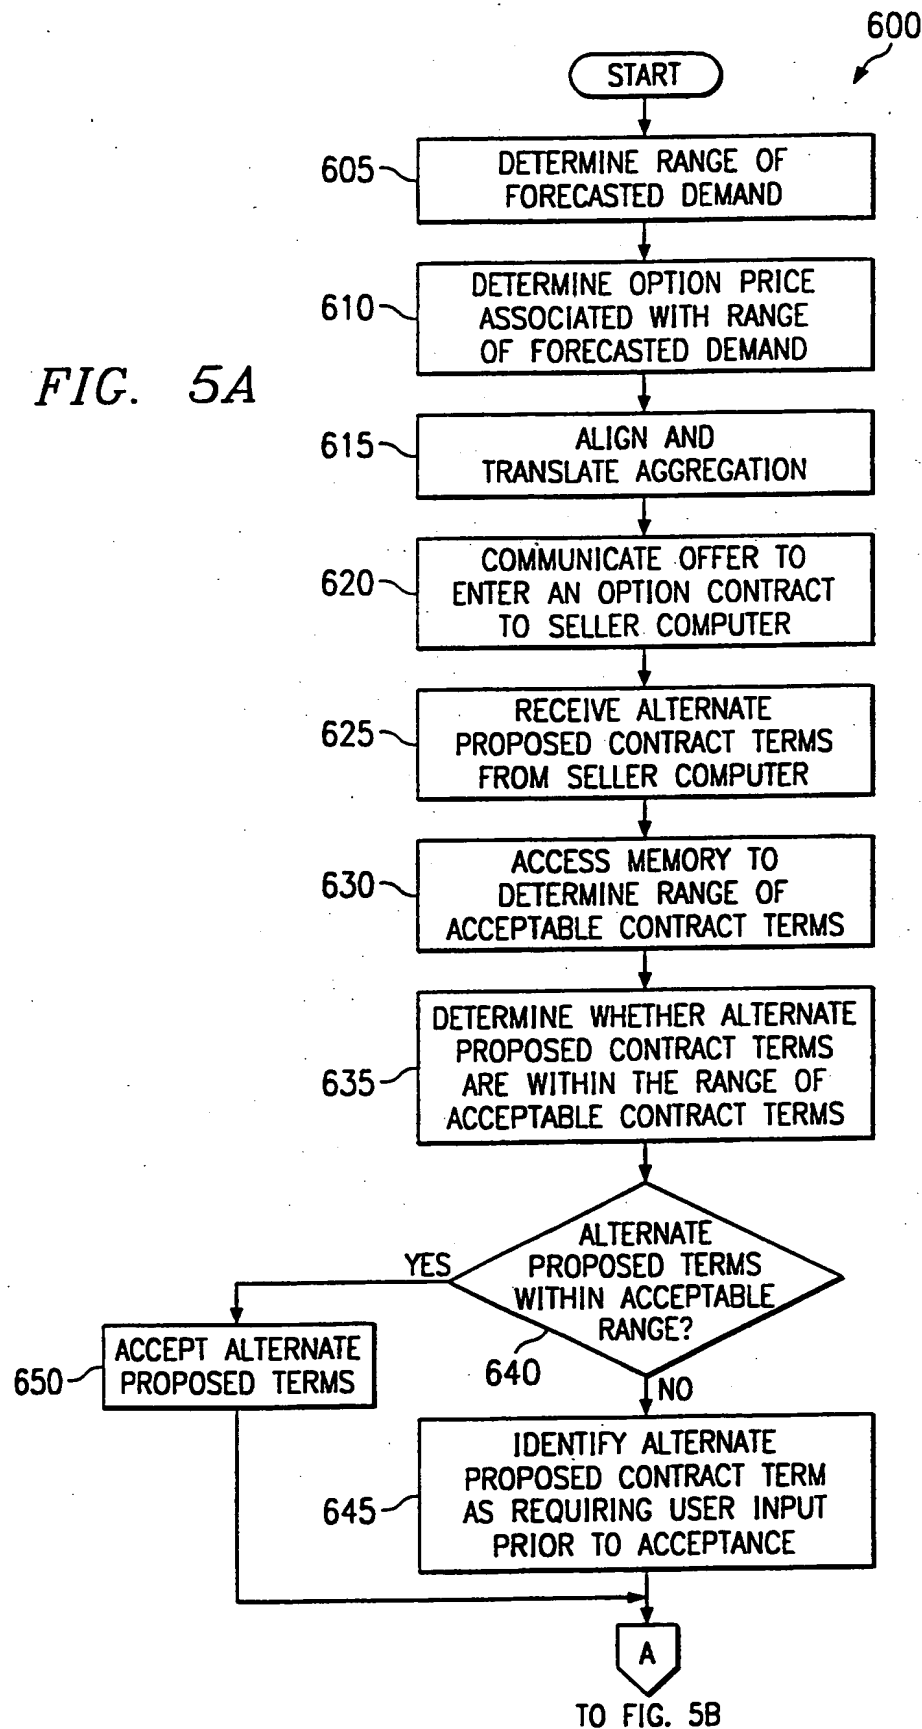 600
START
605
DETERMINE RANGE OF
FORECASTED DEMAND
610
DETERMINE OPTION PRICE
ASSOCIATED WITH RANGE
OF FORECASTED DEMAND
FIG. 5A
615
ALIGN AND
TRANSLATE AGGREGATION
620
COMMUNICATE OFFER TO
ENTER AN OPTION CONTRACT
TO SELLER COMPUTER
625
RECEIVE ALTERNATE
PROPOSED CONTRACT TERMS
FROM SELLER COMPUTER
630
ACCESS MEMORY TO
DETERMINE RANGE OF
ACCEPTABLE CONTRACT TERMS
635
DETERMINE WHETHER ALTERNATE
PROPOSED CONTRACT TERMS
ARE WITHIN THE RANGE OF
ACCEPTABLE CONTRACT TERMS
ALTERNATE
PROPOSED TERMS
WITHIN ACCEPTABLE
RANGE?
640
YES
650
ACCEPT ALTERNATE
PROPOSED TERMS
NO
645
IDENTIFY ALTERNATE
PROPOSED CONTRACT TERM
AS REQUIRING USER INPUT
PRIOR TO ACCEPTANCE
A
TO FIG. 5B